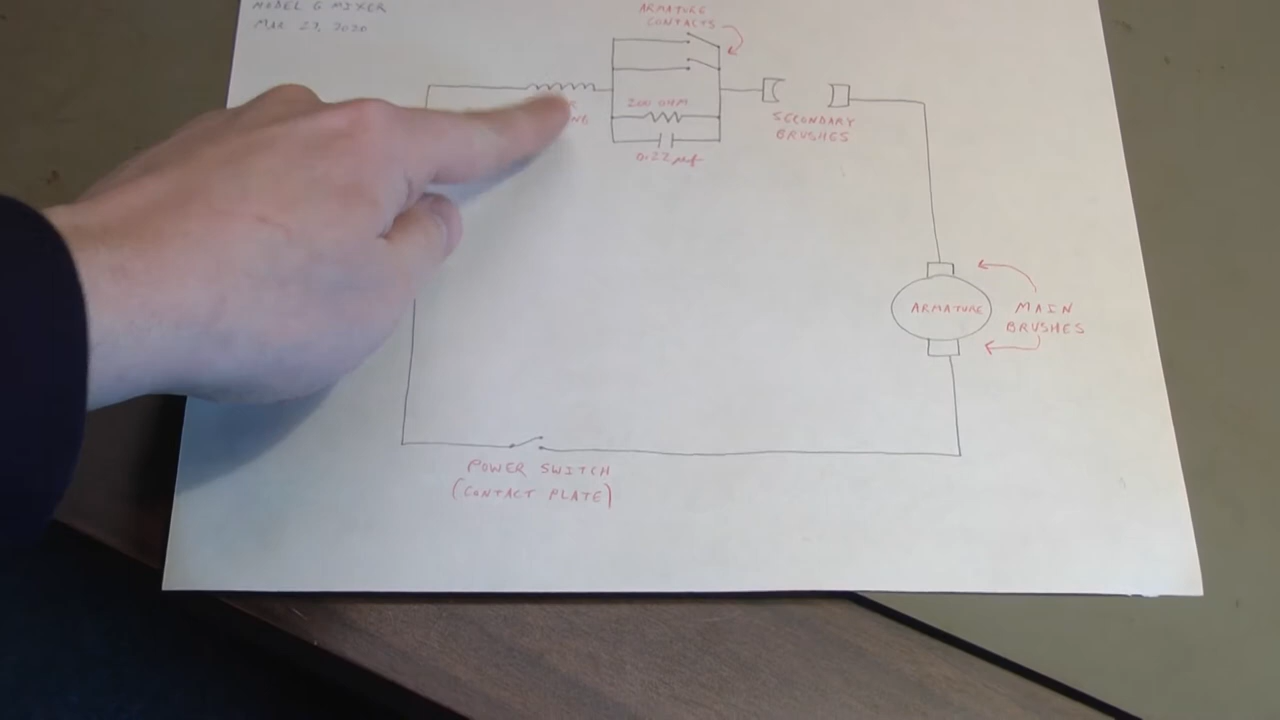 MODEL G MIXER
MAR 27, 2020
ARMATURE
CONTACTS
200 OHM
0.22 µf
SECONDARY
BRUSHES
ARMATURE
MAIN
BRUSHES
POWER SWITCH
(CONTACT PLATE)